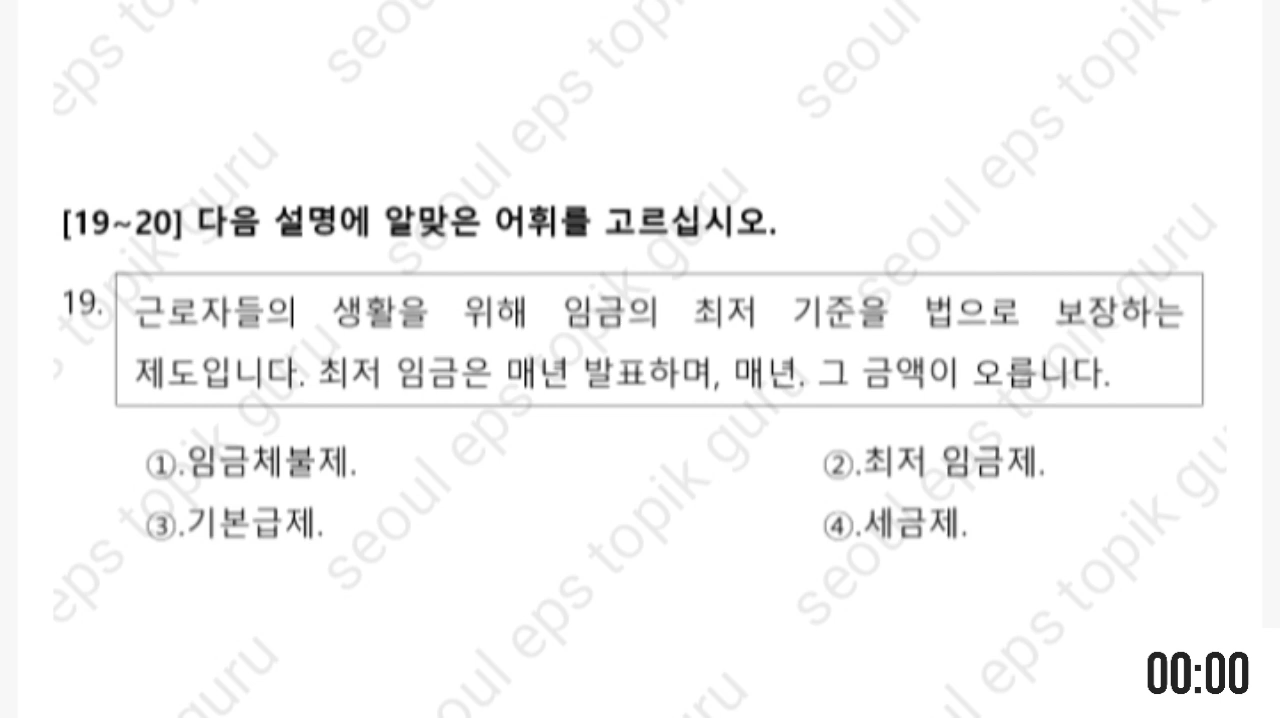 [19~20] 다음 설명에 알맞은 어휘를 고르십시오.
19. 근로자들의 생활을 위해 임금의 최저 기준을 법으로 보장하는
제도입니다. 최저 임금은 매년 발표하며, 매년. 그 금액이 오릅니다.
①.임금체불제. ②.최저 임금제.
③.기본급제. ④.세금제.
seoul eps topik guru
00:00